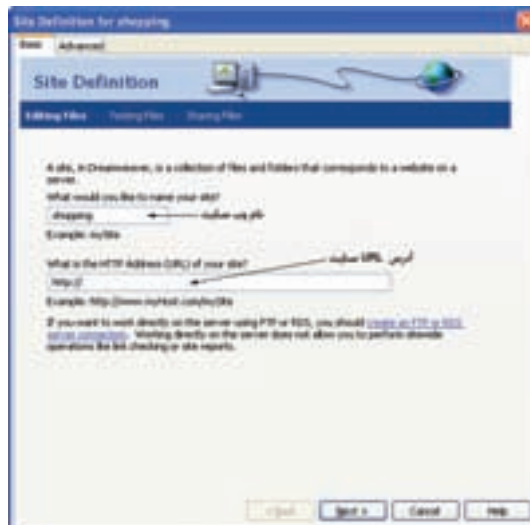 Site Definition for shopping
Basic Advanced
Site Definition
Editing Files Testing Files Sharing Files
A site, in Dreamweaver, is a collection of files and folders that corresponds to a website on a
server.
What would you like to name your site?
shopping نام وب سایت
Example: mySite
What is the HTTP Address (URL) of your site? آدرس URL سایت
http://
Example: http://www.myHost.com/mySite
If you want to work directly on the server using FTP or RDS, you should create an FTP or RDS
server connection. Working directly on the server does not allow you to perform sitewide
operations like link checking or site reports.
< Back Next > Cancel Help